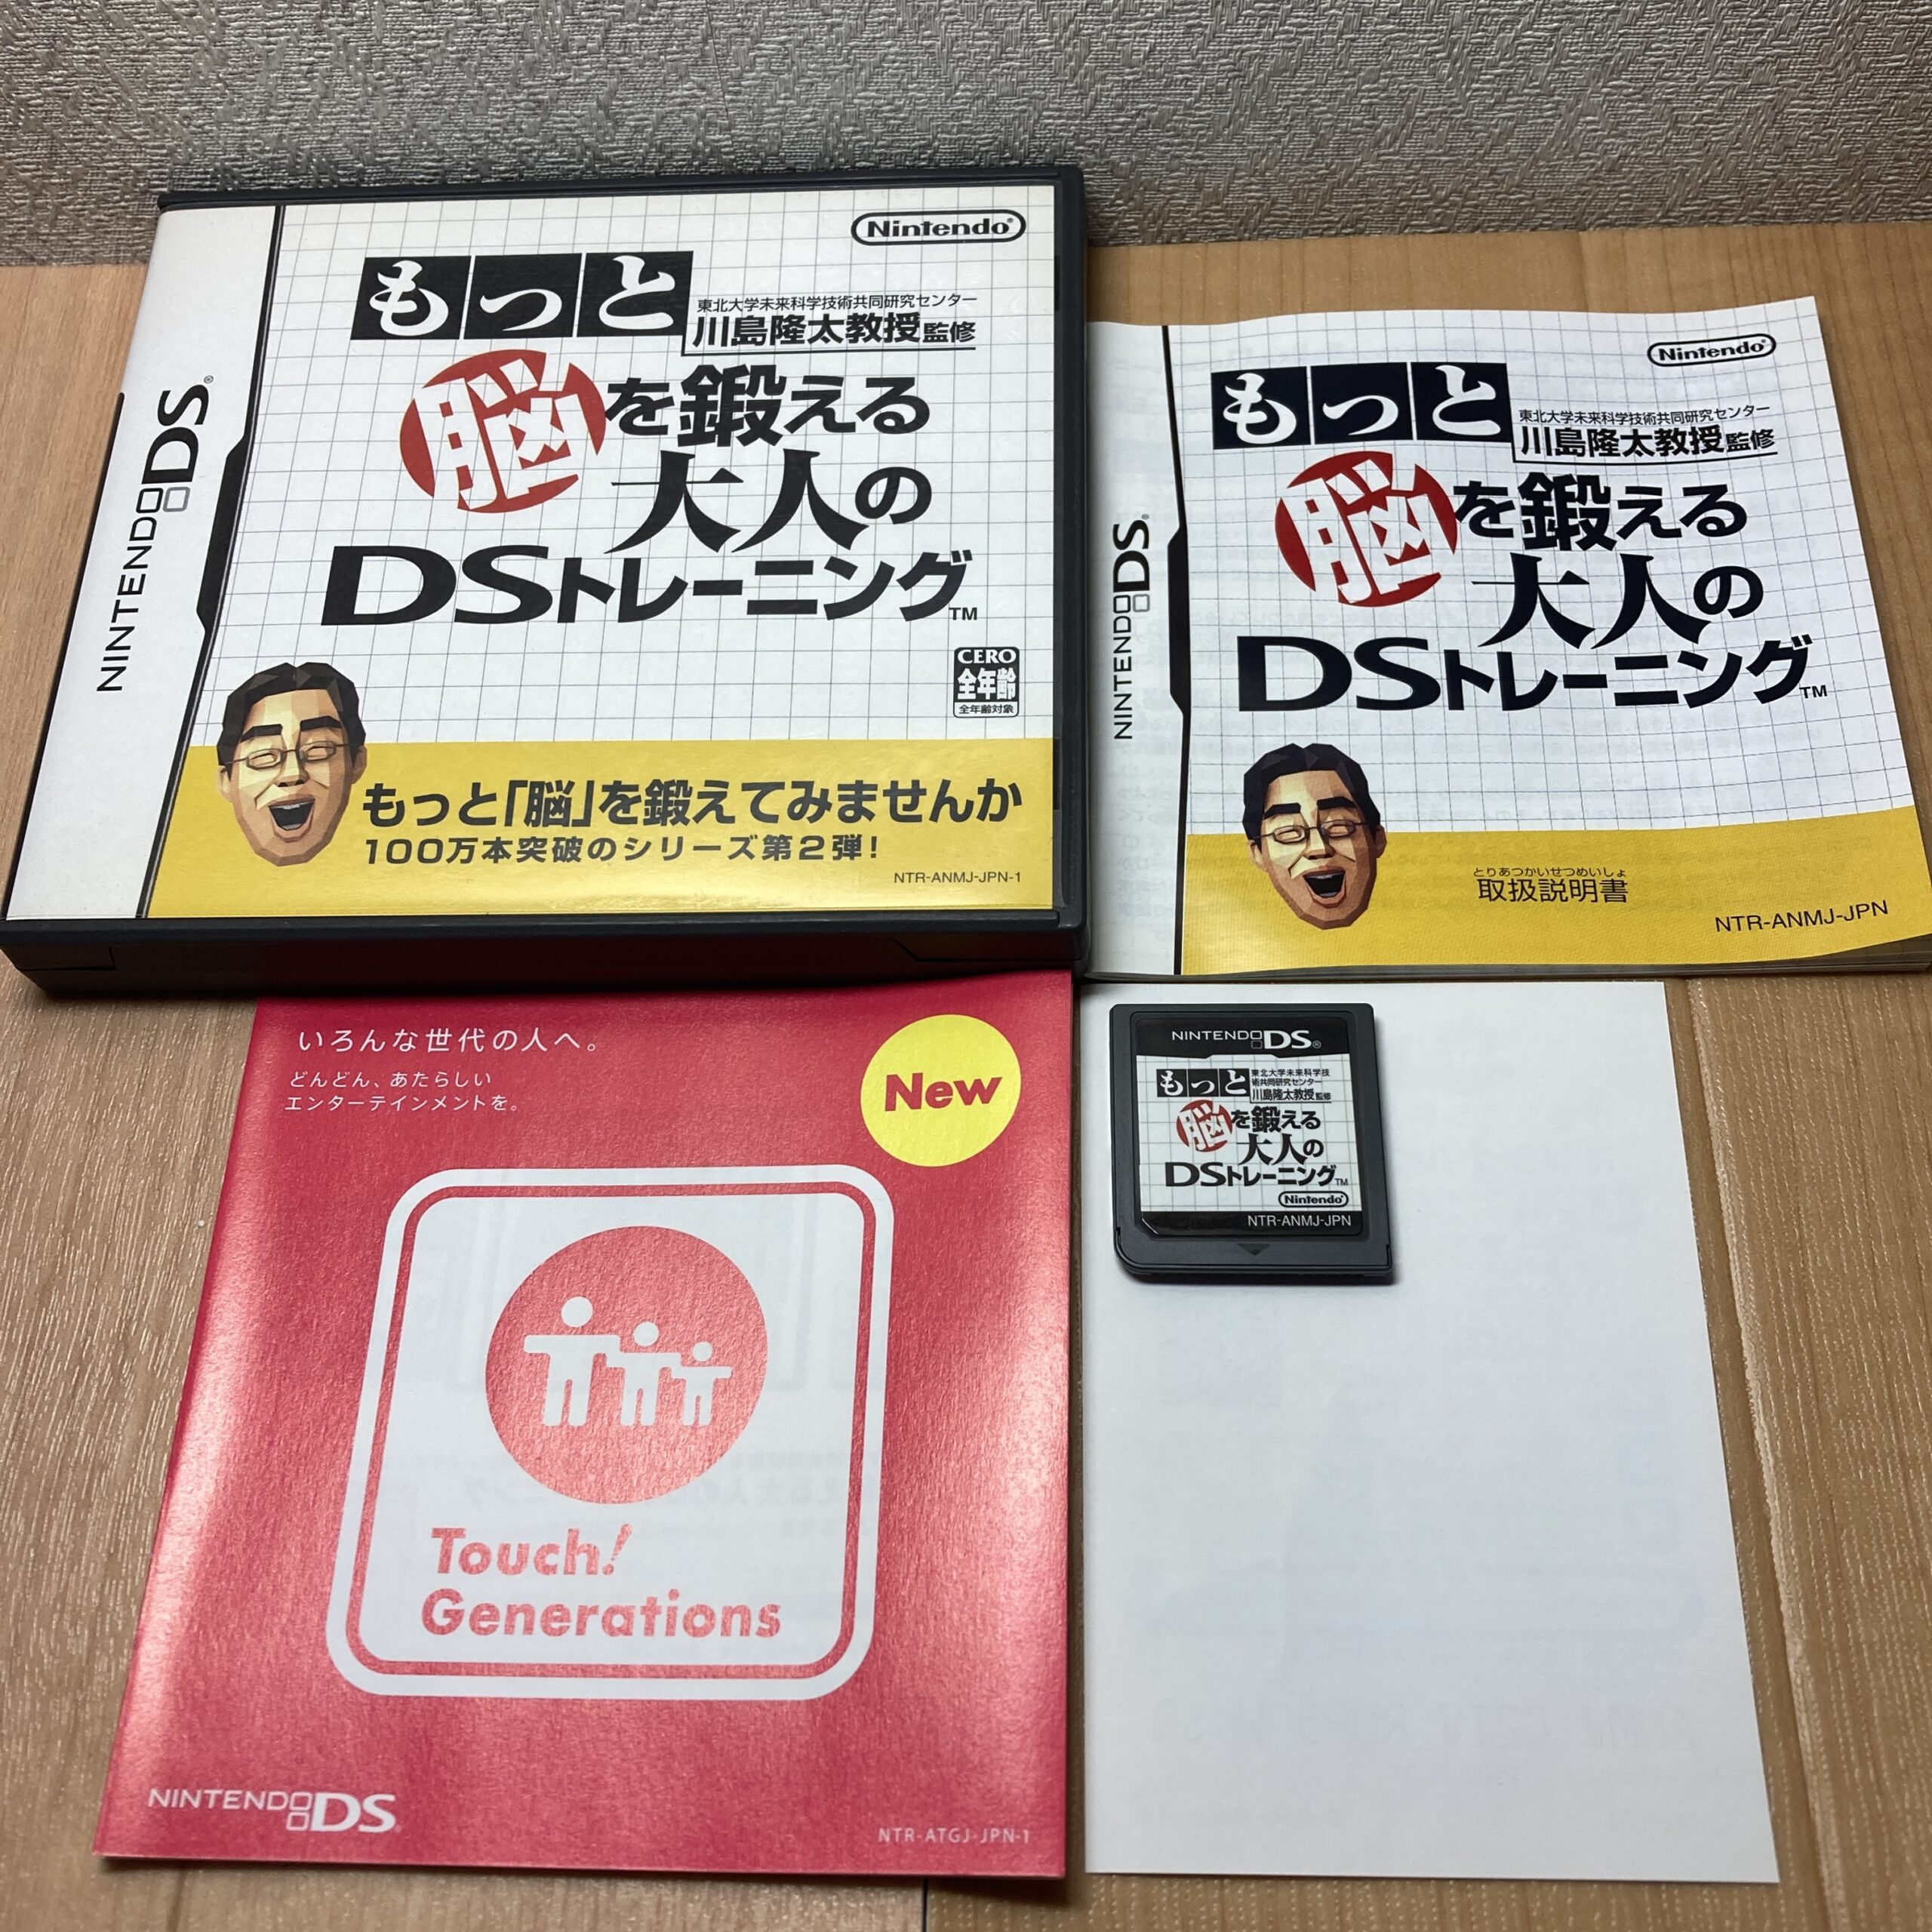 NINTENDO DS
Nintendo
もっと
東北大学未来科学技術共同研究センター
川島隆太教授監修
脳を鍛える
大人の
DSトレーニング™
CERO
全年齢
全年齢対象
もっと「脳」を鍛えてみませんか
100万本突破のシリーズ第2弾!
NTR-ANMJ-JPN-1
NINTENDO DS
Nintendo
もっと
東北大学未来科学技術共同研究センター
川島隆太教授監修
脳を鍛える
大人の
DSトレーニング™
とりあつかいせつめいしょ
取扱説明書
NTR-ANMJ-JPN
いろんな世代の人へ。
どんどん、あたらしい
エンターテインメントを。
New
Touch!
Generations
NINTENDO DS
NTR-ATGJ-JPN-1
NINTENDO DS
もっと
東北大学未来科学技
術共同研究センター
川島隆太教授監修
脳を鍛える
大人の
DSトレーニング™
Nintendo
NTR-ANMJ-JPN